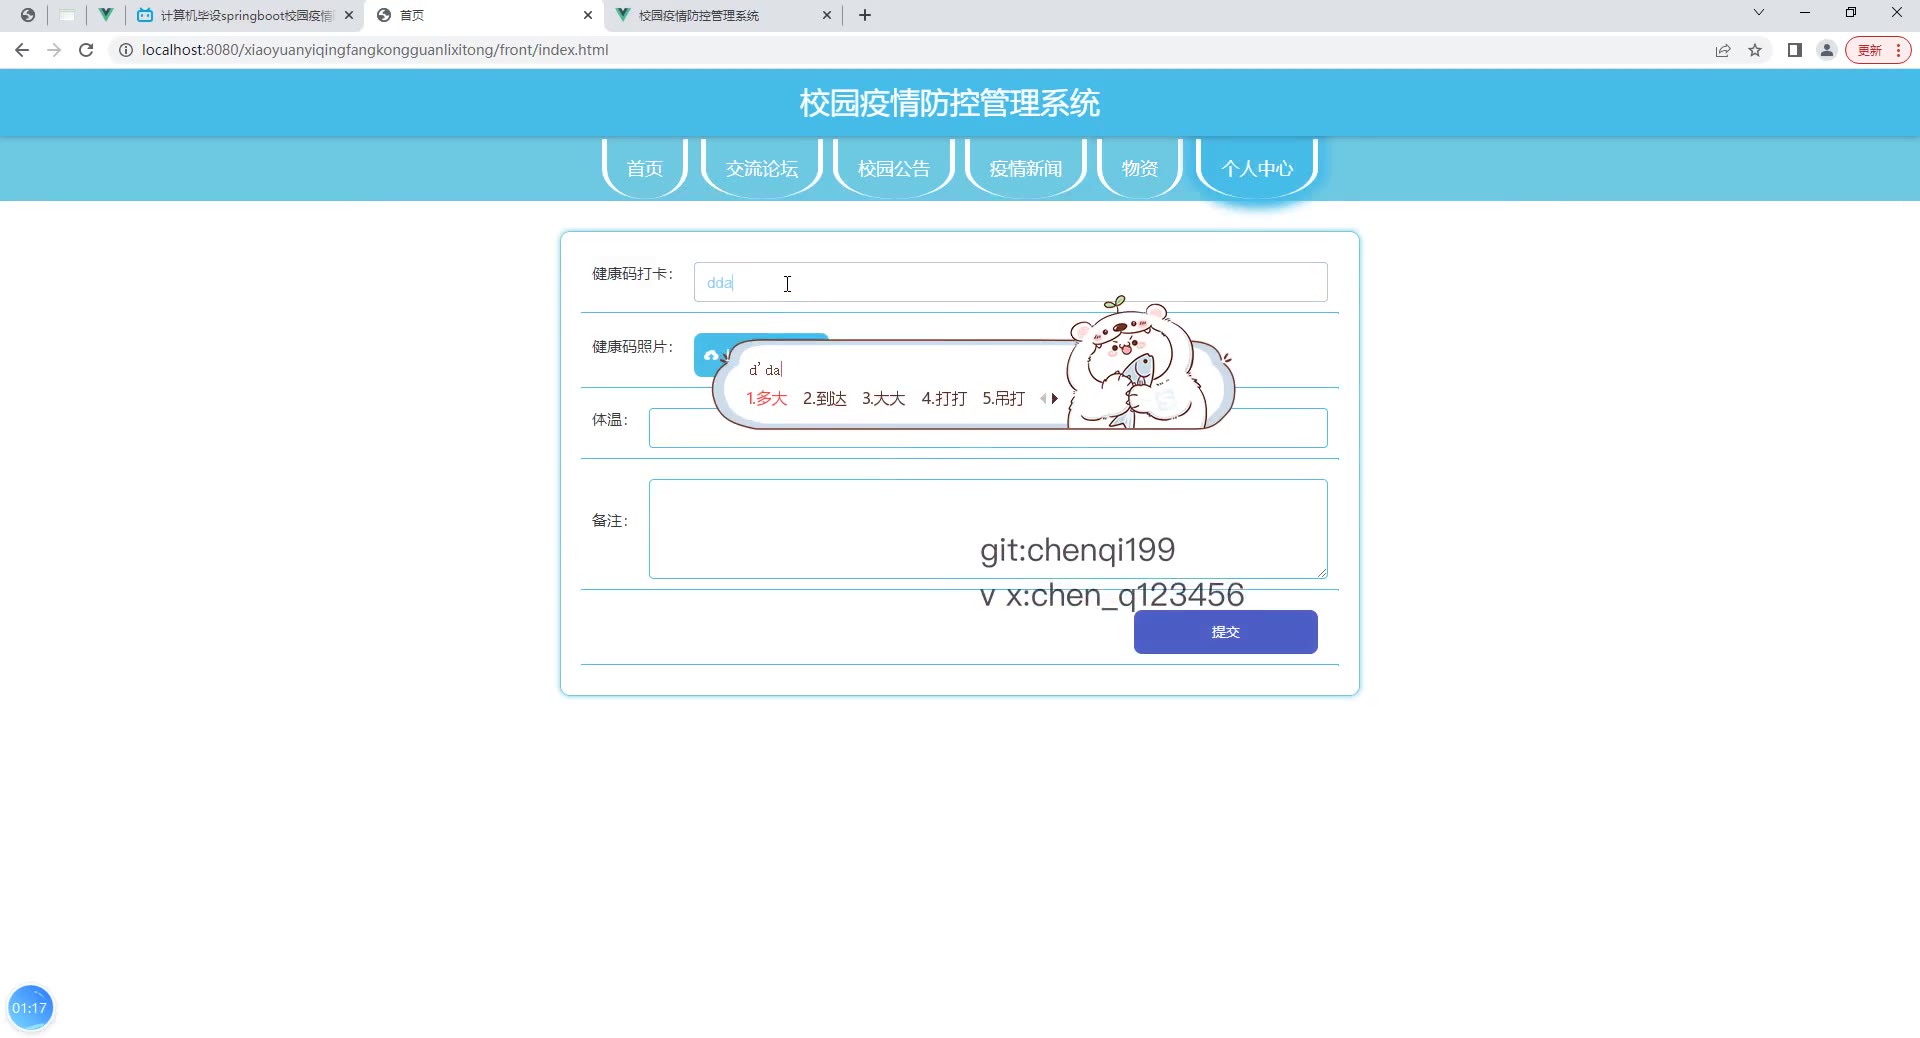 计算机毕设springboot校园疫情
首页
校园疫情防控管理系统
localhost:8080/xiaoyuanyiqingfangkongguanlixitong/front/index.html
更新
校园疫情防控管理系统
首页 交流论坛 校园公告 疫情新闻 物资 个人中心
健康码打卡： dda
健康码照片：
d' da
1.多大 2.到达 3.大大 4.打打 5.吊打
体温：
备注：
git:chenqi199
v x:chen_q123456
提交
01:17